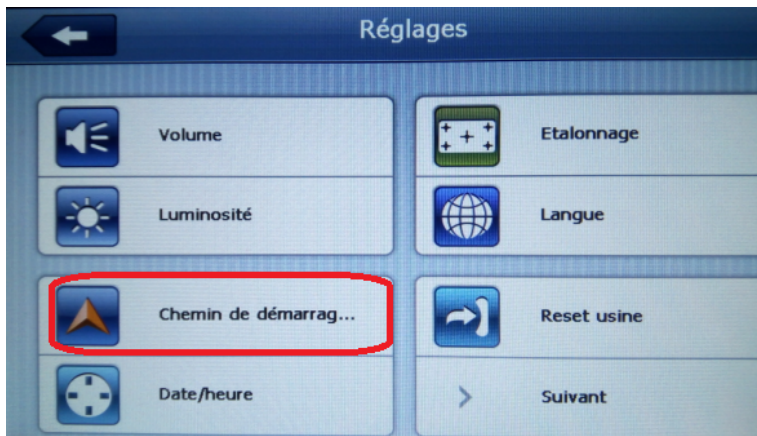 Réglages
Volume
Etalonnage
Luminosité
Langue
Chemin de démarrag...
Reset usine
Date/heure
Suivant